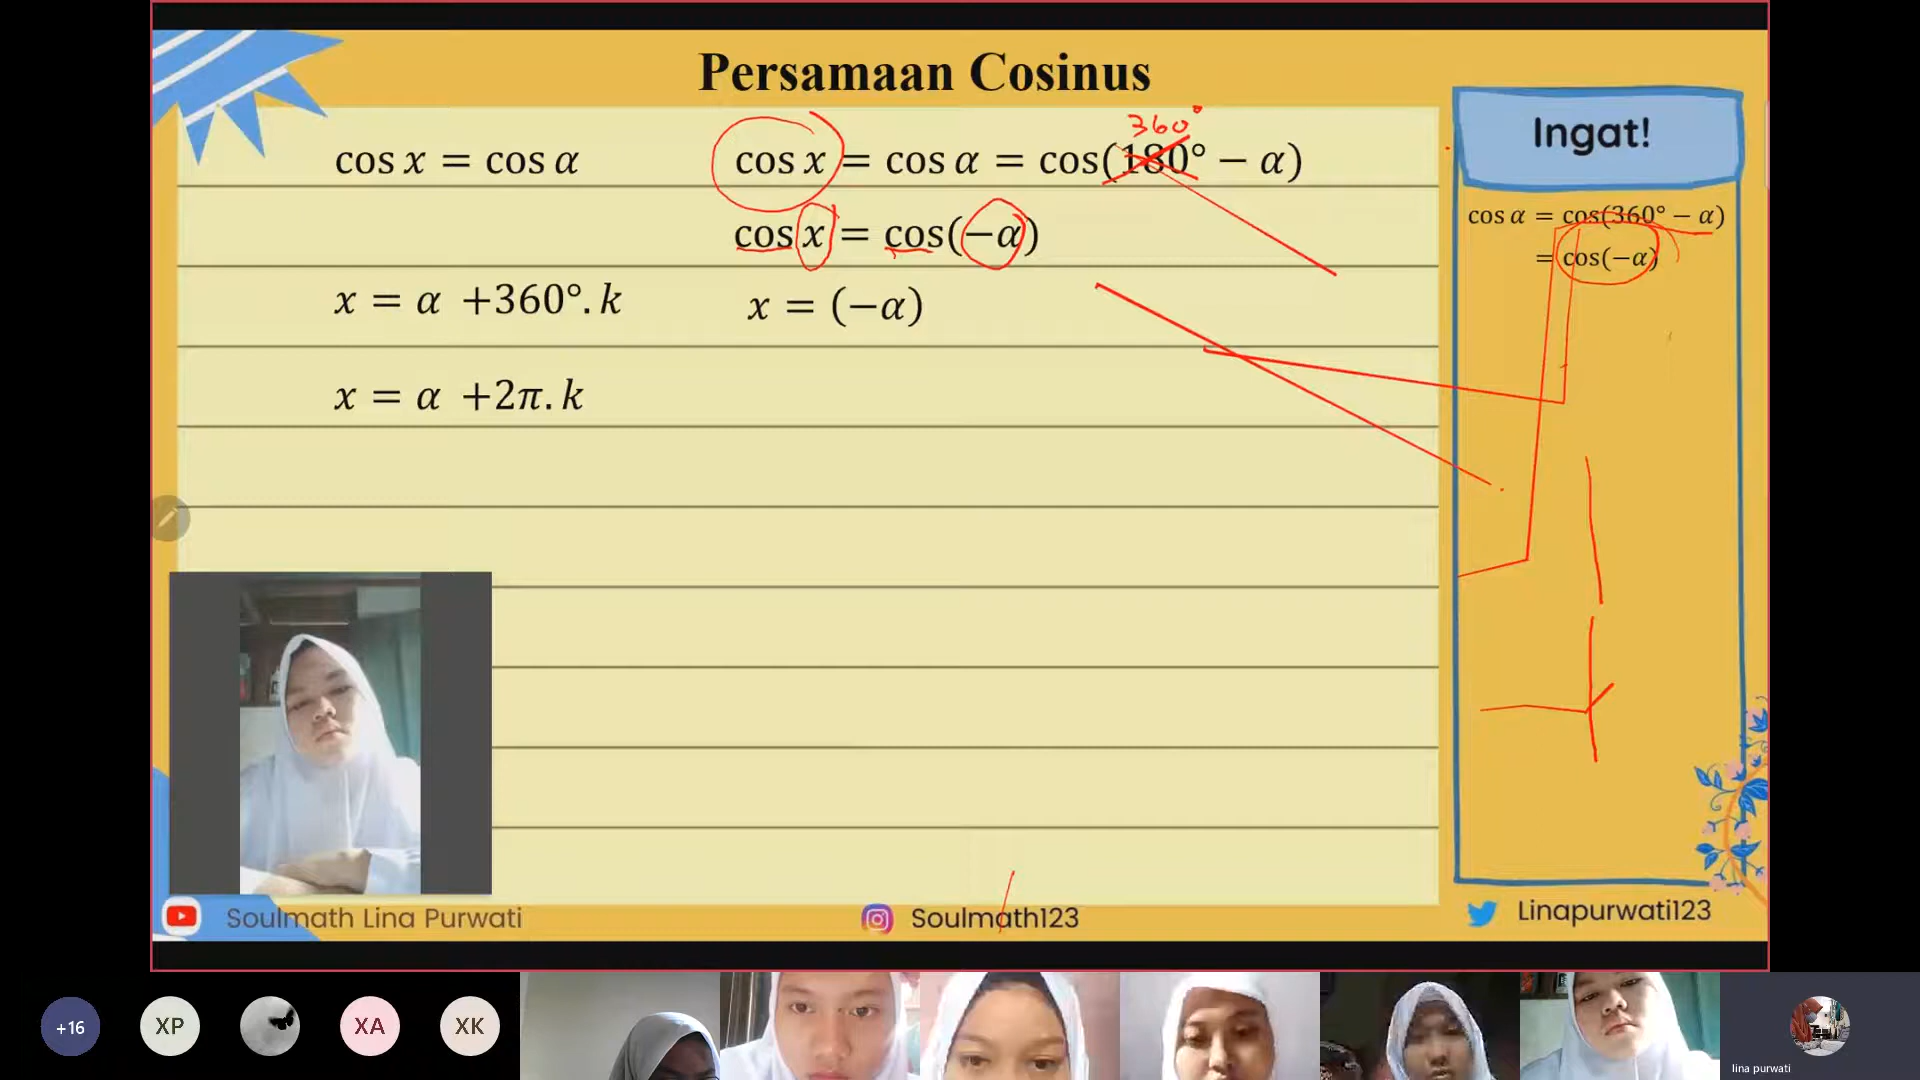 Persamaan Cosinus
Ingat!
360°
cos x = cos α
cos x = cos α = cos(180° − α)
cos α = cos(360° − α)
= cos(−α)
cos x = cos(−α)
x = α +360°. k
x = (−α)
x = α +2π. k
Soulmath Lina Purwati
Soulmath123
Linapurwati123
+16
XP
XA
XK
lina purwati